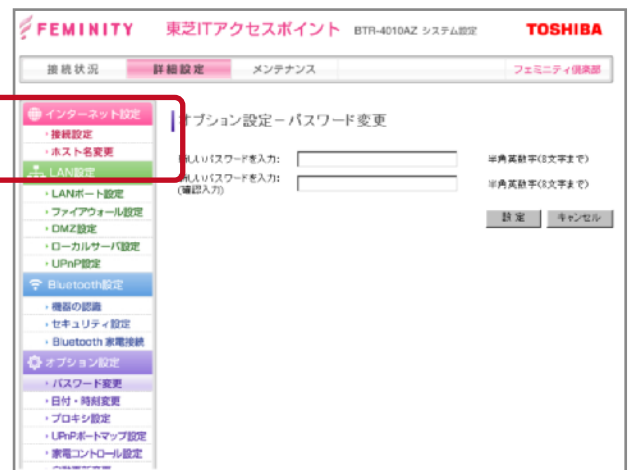 FEMINITY 東芝ITアクセスポイント BTR-4010AZ システム設定 TOSHIBA
接続状況 詳細設定 メンテナンス フェミニティ倶楽部
インターネット設定
接続設定
ホスト名変更
LAN設定
LANポート設定
ファイアウォール設定
DMZ設定
ローカルサーバ設定
UPnP設定
Bluetooth設定
機器の認識
セキュリティ設定
Bluetooth 家電接続
オプション設定
パスワード変更
日付・時刻変更
プロキシ設定
UPnPポートマップ設定
家電コントロール設定
オプション設定－パスワード変更
新しいパスワードを入力: 半角英数字(8文字まで)
新しいパスワードを入力:
(確認入力) 半角英数字(8文字まで)
設定 キャンセル